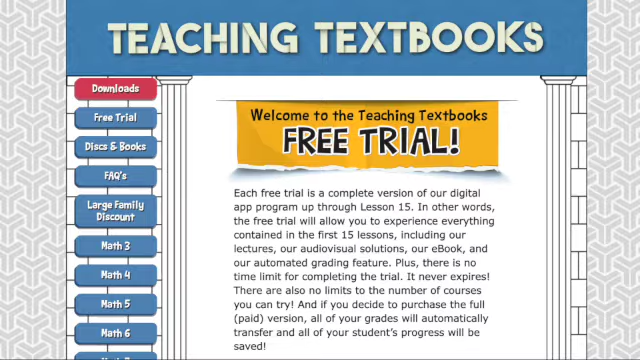 TEACHING TEXTBOOKS
Downloads
Free Trial
Discs & Books
FAQ's
Large Family
Discount
Math 3
Math 4
Math 5
Math 6
Welcome to the Teaching Textbooks
FREE TRIAL!
Each free trial is a complete version of our digital
app program up through Lesson 15. In other words,
the free trial will allow you to experience everything
contained in the first 15 lessons, including our
lectures, our audiovisual solutions, our eBook, and
our automated grading feature. Plus, there is no
time limit for completing the trial. It never expires!
There are also no limits to the number of courses
you can try! And if you decide to purchase the full
(paid) version, all of your grades will automatically
transfer and all of your student's progress will be
saved!